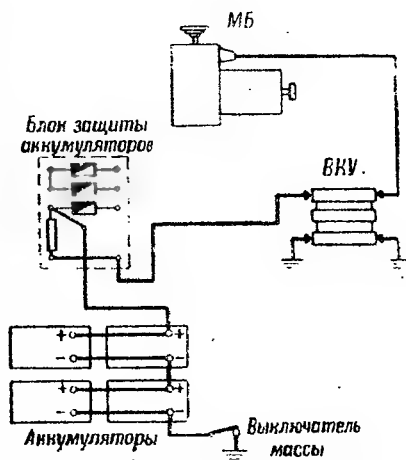 МБ
Блок защиты
аккумуляторов
ВКУ
+ +
- -
+ +
- -
Аккумуляторы
Выключатель
массы